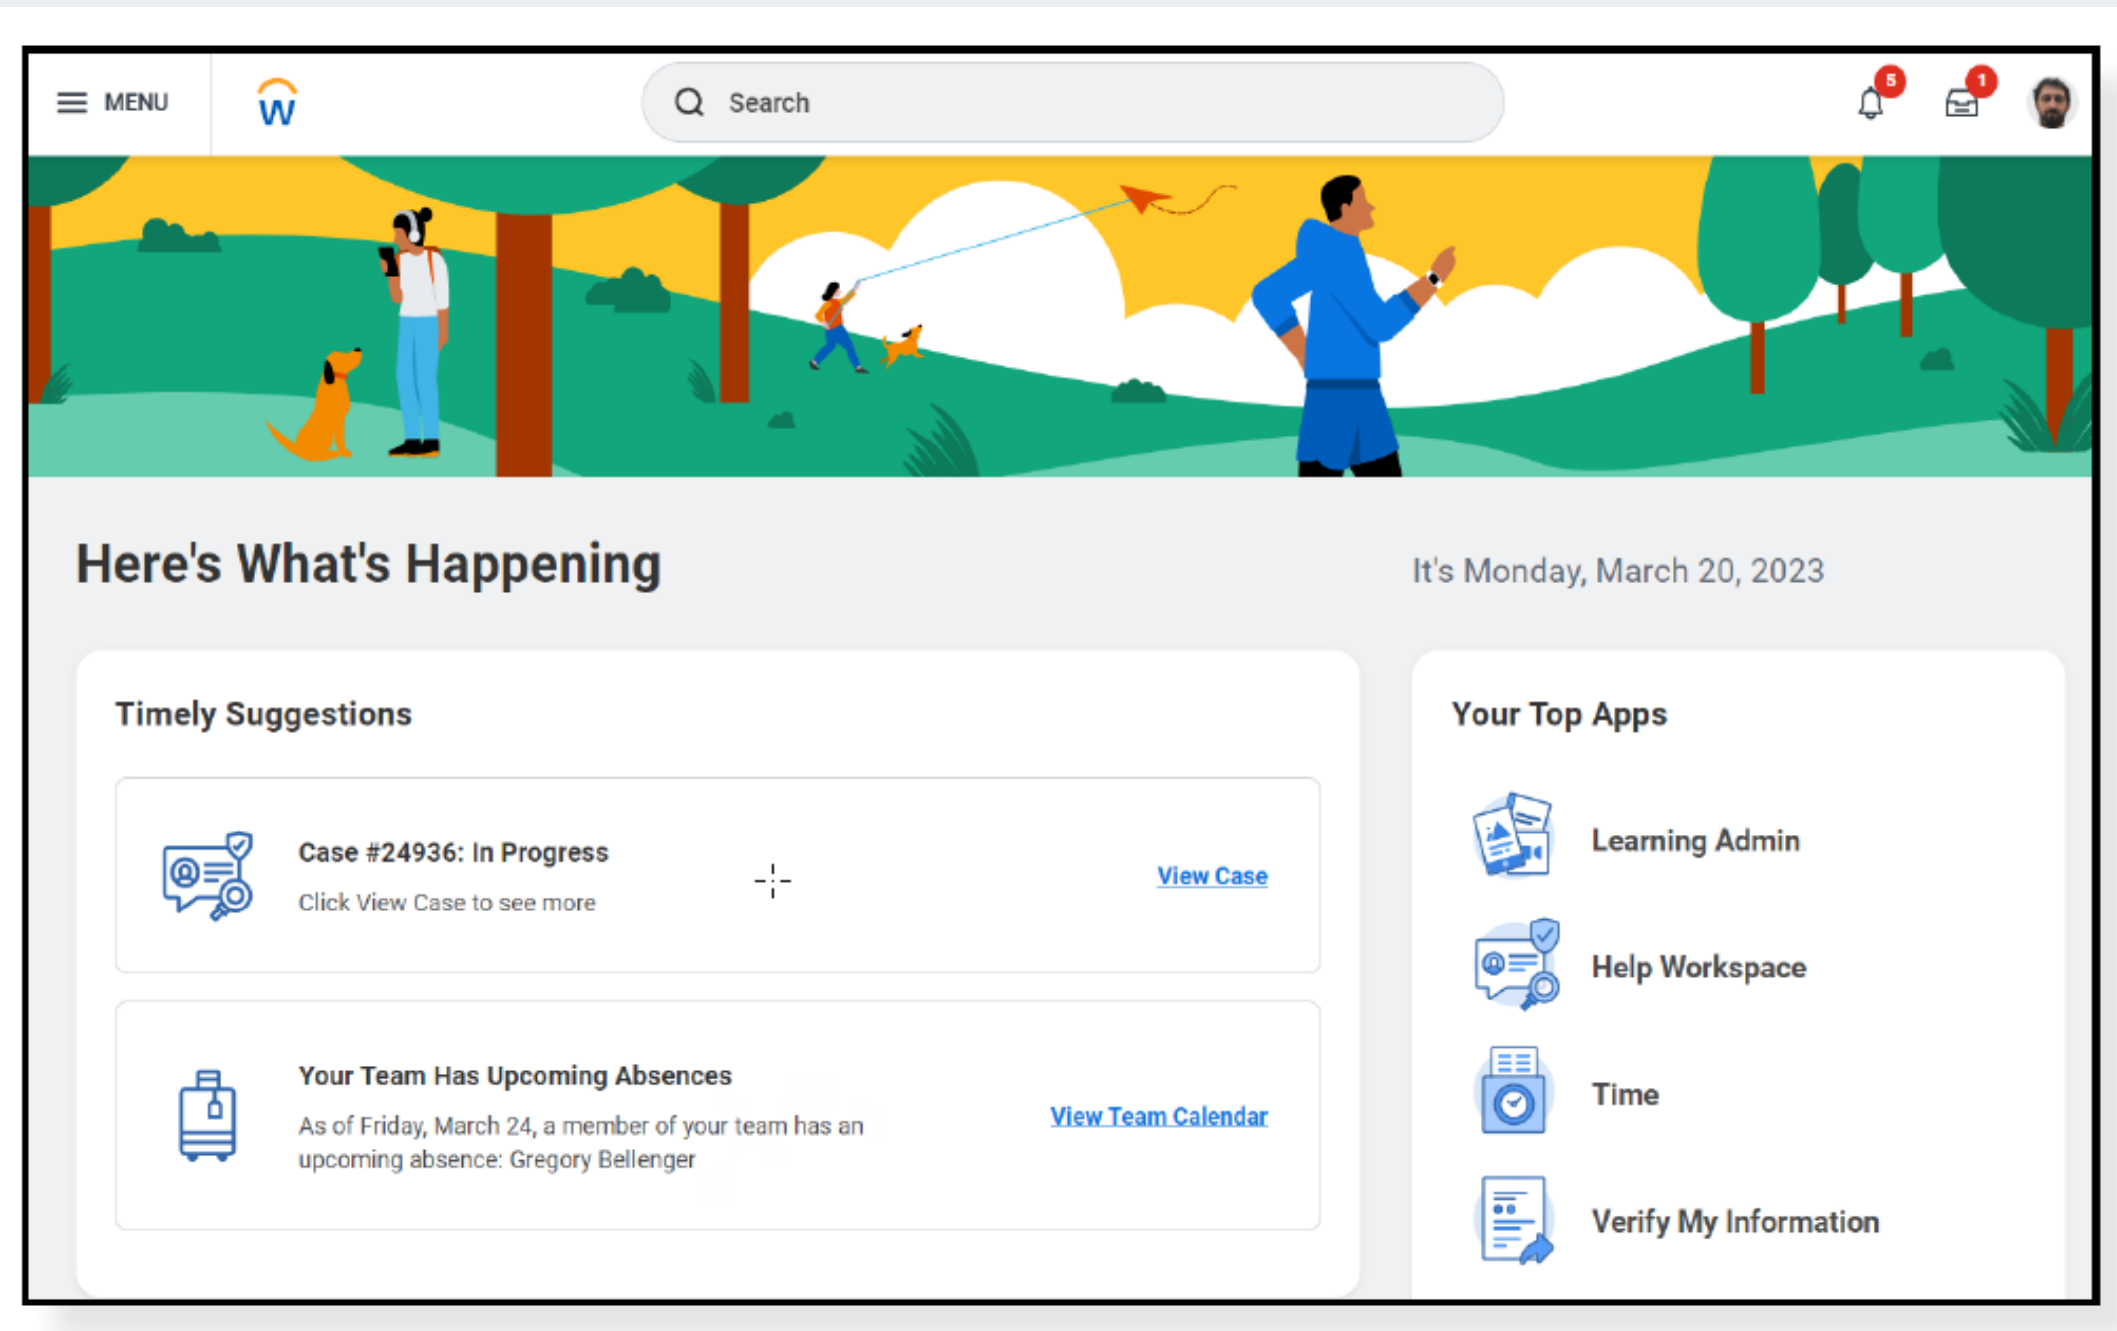 MENU
W
Search
5
1
Here's What's Happening
It's Monday, March 20, 2023
Timely Suggestions
Case #24936: In Progress
Click View Case to see more
View Case
Your Team Has Upcoming Absences
As of Friday, March 24, a member of your team has an
upcoming absence: Gregory Bellenger
View Team Calendar
Your Top Apps
Learning Admin
Help Workspace
Time
Verify My Information